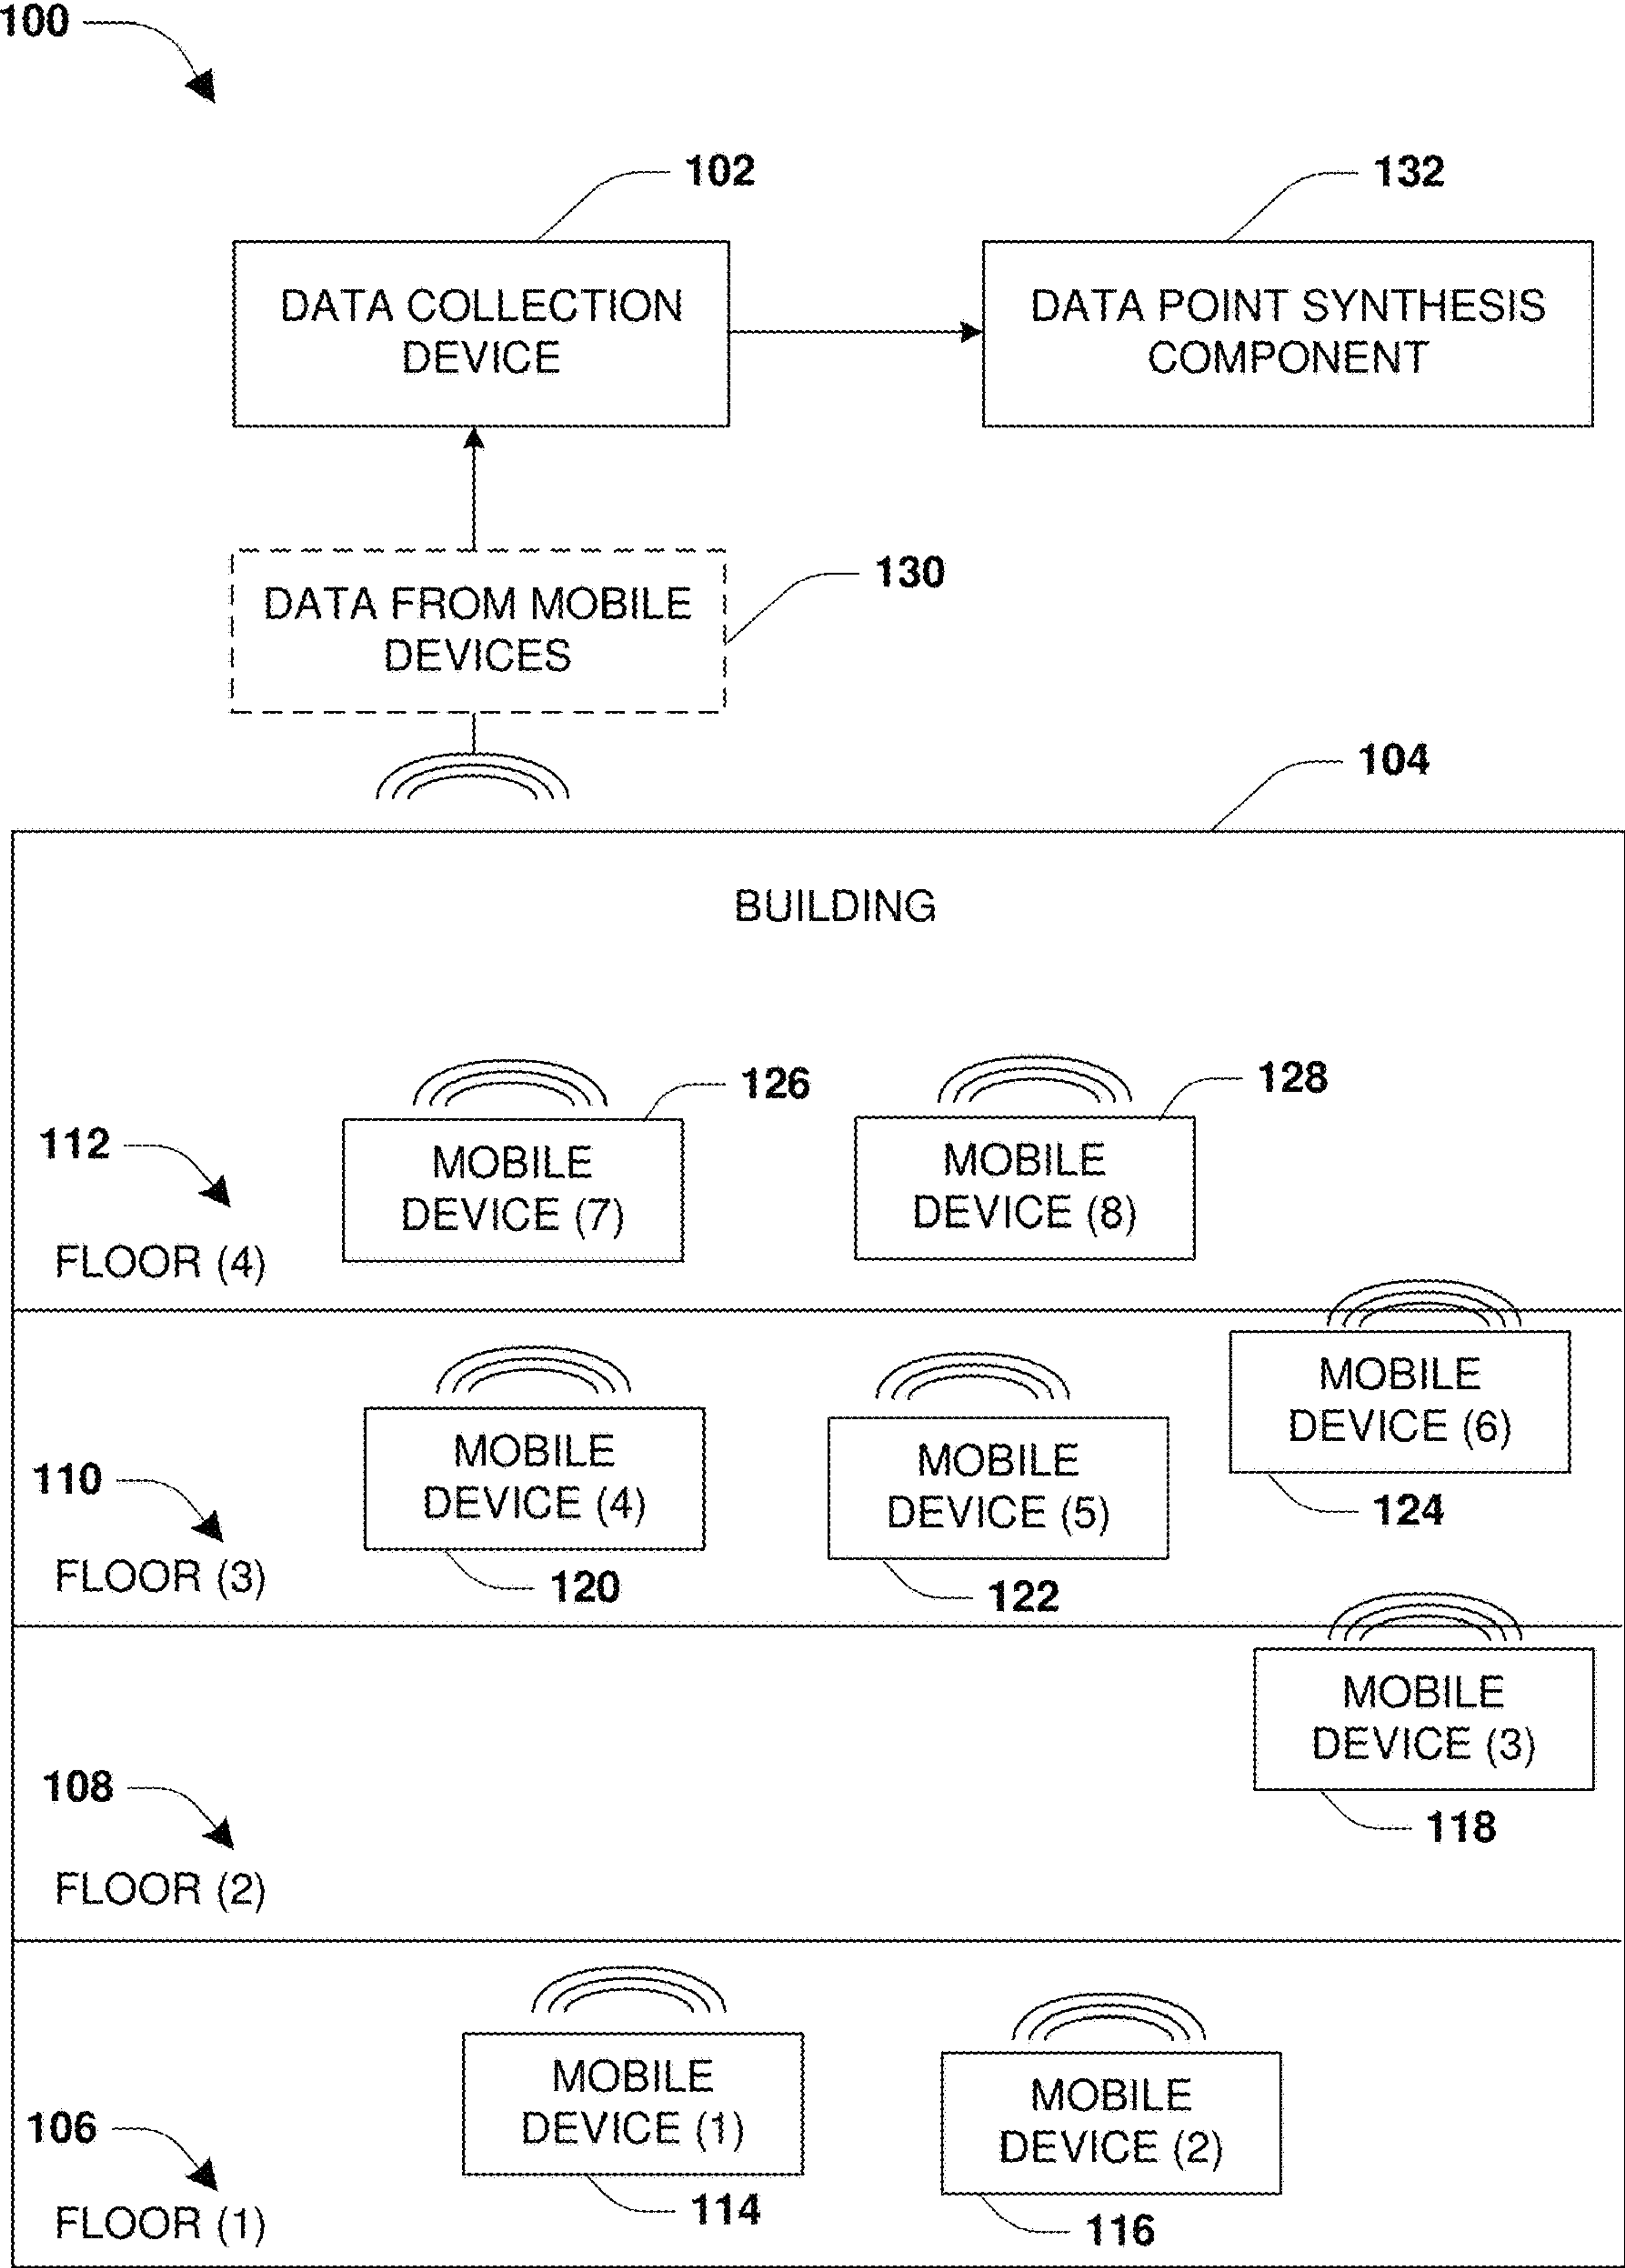 100
102
132
DATA COLLECTION
DEVICE
DATA POINT SYNTHESIS
COMPONENT
130
DATA FROM MOBILE
DEVICES
104
BUILDING
126
128
112
MOBILE
DEVICE (7)
MOBILE
DEVICE (8)
FLOOR (4)
MOBILE
DEVICE (6)
124
110
MOBILE
DEVICE (4)
MOBILE
DEVICE (5)
FLOOR (3)
120
122
MOBILE
DEVICE (3)
118
108
FLOOR (2)
MOBILE
DEVICE (1)
MOBILE
DEVICE (2)
106
114
116
FLOOR (1)